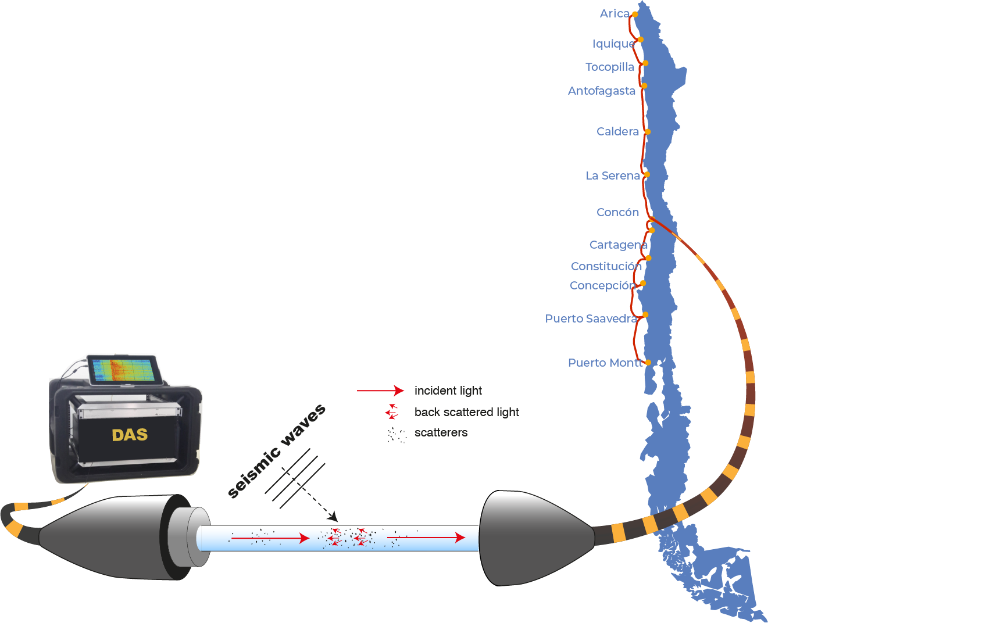 Arica
Iquique
Tocopilla
Antofagasta
Caldera
La Serena
Concón
Cartagena
Constitución
Concepción
Puerto Saavedra
Puerto Montt
incident light
back scattered light
scatterers
seismic waves
DAS